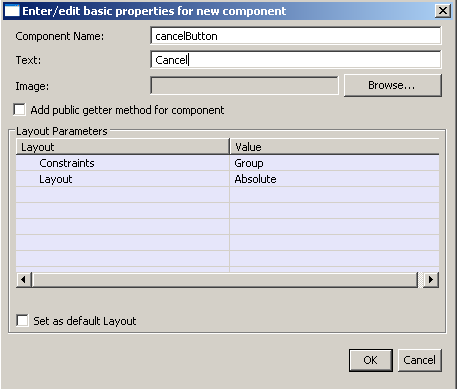 Enter/edit basic properties for new component
Component Name: cancelButton
Text: Cancel
Image: Browse...
Add public getter method for component
Layout Parameters
Layout Value
Constraints Group
Layout Absolute
Set as default Layout
OK Cancel